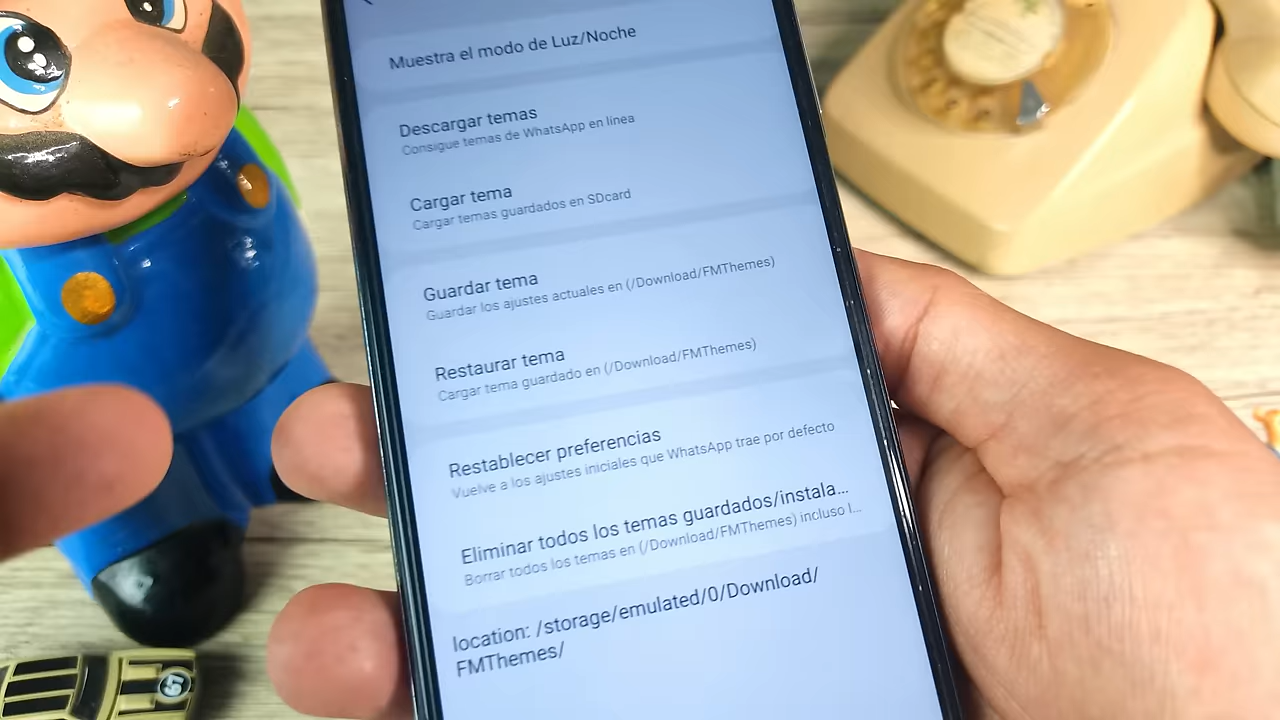 Muestra el modo de Luz/Noche
Descargar temas
Consigue temas de WhatsApp en línea
Cargar tema
Cargar temas guardados en SDcard
Guardar tema
Guardar los ajustes actuales en (/Download/FMThemes)
Restaurar tema
Cargar tema guardado en (/Download/FMThemes)
Restablecer preferencias
Vuelve a los ajustes iniciales que WhatsApp trae por defecto
Eliminar todos los temas guardados/instala...
Borrar todos los temas en (/Download/FMThemes) incluso l...
location: /storage/emulated/0/Download/
FMThemes/
51